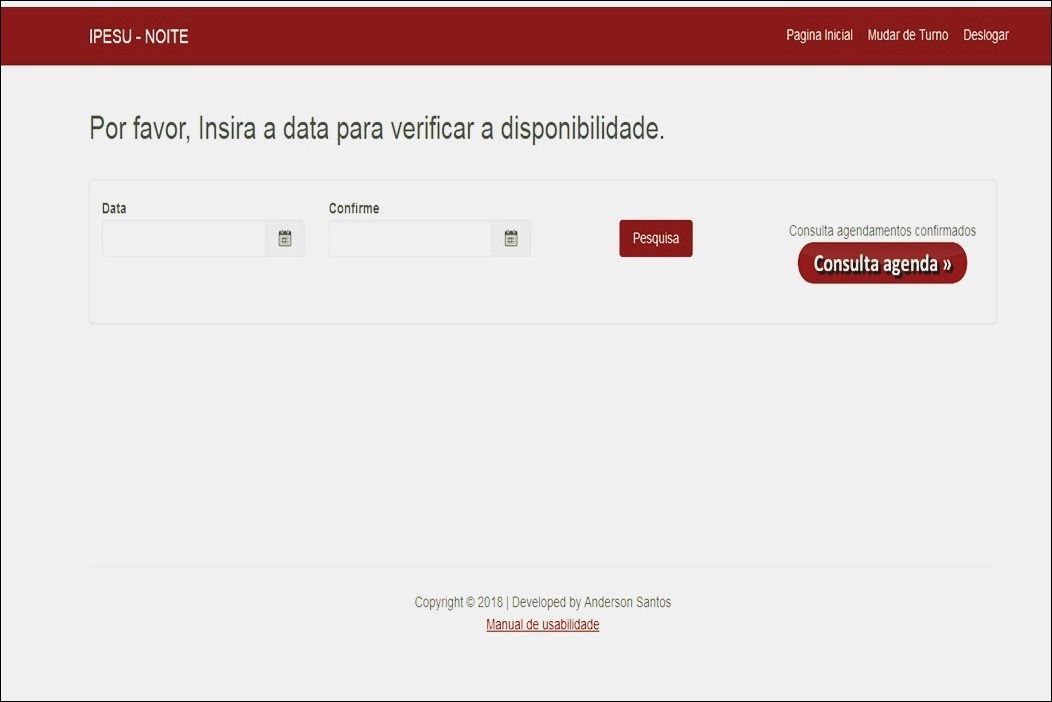 IPESU - NOITE
Pagina Inicial Mudar de Turno Deslogar
Por favor, Insira a data para verificar a disponibilidade.
Data
Confirme
Pesquisa
Consulta agendamentos confirmados
Consulta agenda »
Copyright © 2018 | Developed by Anderson Santos
Manual de usabilidade